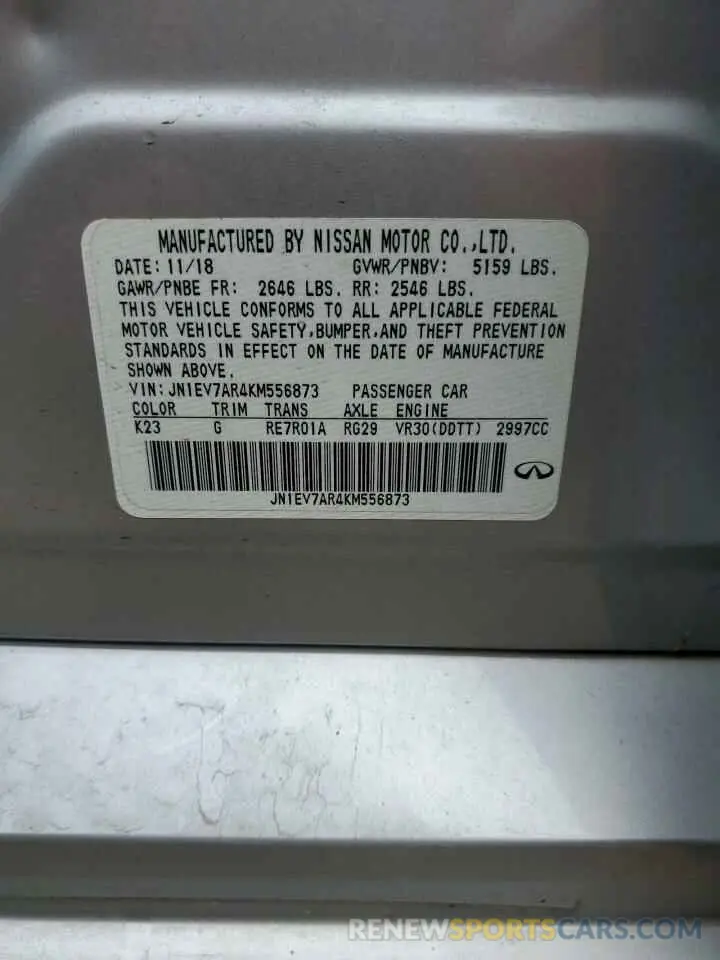 MANUFACTURED BY NISSAN MOTOR CO.,LTD.
DATE: 11/18 GVWR/PNBV: 5159 LBS.
GAWR/PNBE FR: 2646 LBS. RR: 2546 LBS.
THIS VEHICLE CONFORMS TO ALL APPLICABLE FEDERAL
MOTOR VEHICLE SAFETY,BUMPER,AND THEFT PREVENTION
STANDARDS IN EFFECT ON THE DATE OF MANUFACTURE
SHOWN ABOVE.
VIN: JN1EV7AR4KM556873 PASSENGER CAR
COLOR TRIM TRANS AXLE ENGINE
K23 G RE7R01A RG29 VR30(DDTT) 2997CC
JN1EV7AR4KM556873
RENEWSPORTSCARS.COM